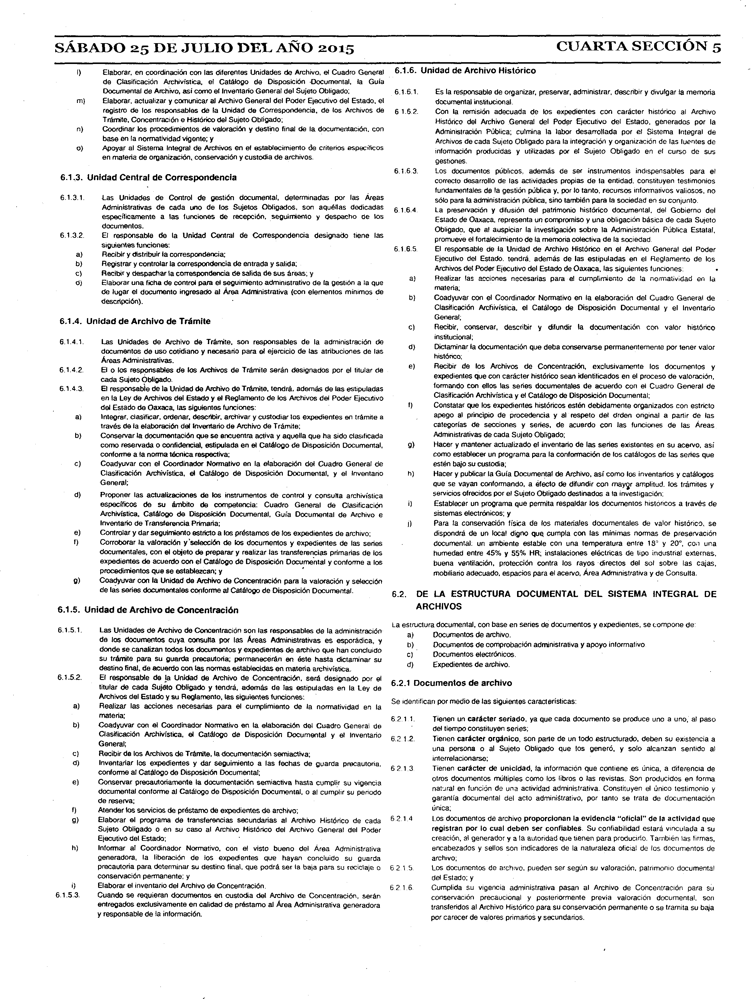 SÁBADO 25 DE JULIO DEL AÑO 2015
CUARTA SECCIÓN 5
l) Elaborar, en coordinación con las diferentes Unidades de Archivo, el Cuadro General
de Clasificación Archivística, el Catálogo de Disposición Documental, la Guía
Documental de Archivo, así como el Inventario General del Sujeto Obligado;
m) Elaborar, actualizar y comunicar al Archivo General del Poder Ejecutivo del Estado, el
registro de los responsables de la Unidad de Correspondencia, de los Archivos de
Trámite, Concentración e Histórico del Sujeto Obligado;
n) Coordinar los procedimientos de valoración y destino final de la documentación, con
base en la normatividad vigente; y
o) Apoyar al Sistema Integral de Archivos en el establecimiento de criterios específicos
en materia de organización, conservación y custodia de archivos.
6.1.3. Unidad Central de Correspondencia
6.1.3.1. Las Unidades de Control de gestión documental, determinadas por las Áreas
Administrativas de cada uno de los Sujetos Obligados, son aquéllas dedicadas
específicamente a las funciones de recepción, seguimiento y despacho de los
documentos.
6.1.3.2. El responsable de la Unidad Central de Correspondencia designado tiene las
siguientes funciones:
a) Recibir y distribuir la correspondencia;
b) Registrar y controlar la correspondencia de entrada y salida;
c) Recibir y despachar la correspondencia de salida de sus áreas; y
d) Elaborar una ficha de control para el seguimiento administrativo de la gestión a la que
de lugar el documento ingresado al Área Administrativa (con elementos mínimos de
descripción).
6.1.4. Unidad de Archivo de Trámite
6.1.4.1. Las Unidades de Archivo de Trámite, son responsables de la administración de
documentos de uso cotidiano y necesario para el ejercicio de las atribuciones de las
Áreas Administrativas.
6.1.4.2. El o los responsables de los Archivos de Trámite serán designados por el titular de
cada Sujeto Obligado.
6.1.4.3. El responsable de la Unidad de Archivo de Trámite, tendrá, además de las estipuladas
en la Ley de Archivos del Estado y el Reglamento de los Archivos del Poder Ejecutivo
del Estado de Oaxaca, las siguientes funciones:
a) Integrar, clasificar, ordenar, describir, archivar y custodiar los expedientes en trámite a
través de la elaboración del Inventario de Archivo de Trámite;
b) Conservar la documentación que se encuentra activa y aquella que ha sido clasificada
como reservada o confidencial, estipulada en el Catálogo de Disposición Documental,
conforme a la norma técnica respectiva;
c) Coadyuvar con el Coordinador Normativo en la elaboración del Cuadro General de
Clasificación Archivística, el Catálogo de Disposición Documental, y el Inventario
General;
d) Proponer las actualizaciones de los instrumentos de control y consulta archivística
específicos de su ámbito de competencia: Cuadro General de Clasificación
Archivística, Catálogo de Disposición Documental, Guía Documental de Archivo e
Inventario de Transferencia Primaria;
e) Controlar y dar seguimiento estricto a los préstamos de los expedientes de archivo;
f) Corroborar la valoración y selección de los documentos y expedientes de las series
documentales, con el objeto de preparar y realizar las transferencias primarias de los
expedientes de acuerdo con el Catálogo de Disposición Documental y conforme a los
procedimientos que se establezcan; y
g) Coadyuvar con la Unidad de Archivo de Concentración para la valoración y selección
de las series documentales conforme al Catálogo de Disposición Documental.
6.1.5. Unidad de Archivo de Concentración
6.1.5.1. Las Unidades de Archivo de Concentración son las responsables de la administración
de los documentos cuya consulta por las Áreas Administrativas es esporádica, y
donde se canalizan todos los documentos y expedientes de archivo que han concluido
su trámite para su guarda precautoria; permanecerán en éste hasta dictaminar su
destino final, de acuerdo con las normas establecidas en materia archivística.
6.1.5.2. El responsable de la Unidad de Archivo de Concentración, será designado por el
titular de cada Sujeto Obligado y tendrá, además de las estipuladas en la Ley de
Archivos del Estado y su Reglamento, las siguientes funciones:
a) Realizar las acciones necesarias para el cumplimiento de la normatividad en la
materia;
b) Coadyuvar con el Coordinador Normativo en la elaboración del Cuadro General de
Clasificación Archivística, el Catálogo de Disposición Documental y el Inventario
General;
c) Recibir de los Archivos de Trámite, la documentación semiactiva;
d) Inventariar los expedientes y dar seguimiento a las fechas de guarda precautoria,
conforme al Catálogo de Disposición Documental;
e) Conservar precautoriamente la documentación semiactiva hasta cumplir su vigencia
documental conforme al Catálogo de Disposición Documental, o al cumplir su periodo
de reserva;
f) Atender los servicios de préstamo de expedientes de archivo;
g) Elaborar el programa de transferencias secundarias al Archivo Histórico de cada
Sujeto Obligado o en su caso al Archivo Histórico del Archivo General del Poder
Ejecutivo del Estado;
h) Informar al Coordinador Normativo, con el visto bueno del Área Administrativa
generadora, la liberación de los expedientes que hayan concluido su guarda
precautoria para determinar su destino final, que podrá ser la baja para su reciclaje o
conservación permanente; y
i) Elaborar el inventario del Archivo de Concentración.
6.1.5.3. Cuando se requieran documentos en custodia del Archivo de Concentración, serán
entregados exclusivamente en calidad de préstamo al Área Administrativa generadora
y responsable de la información.
6.1.6. Unidad de Archivo Histórico
6.1.6.1. Es la responsable de organizar, preservar, administrar, describir y divulgar la memoria
documental institucional.
6 1.6.2. Con la remisión adecuada de los expedientes con carácter histórico al Archivo
Histórico del Archivo General del Poder Ejecutivo del Estado, generados por la
Administración Pública; culmina la labor desarrollada por el Sistema Integral de
Archivos de cada Sujeto Obligado para la integración y organización de las fuentes de
información producidas y utilizadas por el Sujeto Obligado en el curso de sus
gestiones.
6.1.6.3. Los documentos públicos, además de ser instrumentos indispensables para el
correcto desarrollo de las actividades propias de la entidad, constituyen testimonios
fundamentales de la gestión pública y, por lo tanto, recursos informativos valiosos, no
sólo para la administración pública, sino también para la sociedad en su conjunto.
6.1.6.4. La preservación y difusión del patrimonio histórico documental, del Gobierno del
Estado de Oaxaca, representa un compromiso y una obligación básica de cada Sujeto
Obligado, que al auspiciar la investigación sobre la Administración Pública Estatal,
promueve el fortalecimiento de la memoria colectiva de la sociedad.
6.1.6.5. El responsable de la Unidad de Archivo Histórico en el Archivo General del Poder
Ejecutivo del Estado. tendrá, además de las estipuladas en el Reglamento de los
Archivos del Poder Ejecutivo del Estado de Oaxaca, las siguientes funciones:
a) Realizar las acciones necesarias para el cumplimiento de la normatividad en la
materia;
b) Coadyuvar con el Coordinador Normativo en la elaboración del Cuadro General de
Clasificación Archivística, el Catálogo de Disposición Documental y el Inventario
General;
c) Recibir, conservar, describir y difundir la documentación con valor histórico
institucional;
d) Dictaminar la documentación que deba conservarse permanentemente por tener valor
histórico;
e) Recibir de los Archivos de Concentración, exclusivamente los documentos y
expedientes que con carácter histórico sean identificados en el proceso de valoración,
formando con ellos las series documentales de acuerdo con el Cuadro General de
Clasificación Archivística y el Catálogo de Disposición Documental;
f) Constatar que los expedientes históricos estén debidamente organizados con estricto
apego al principio de procedencia y al respeto del orden original a partir de las
categorías de secciones y series, de acuerdo con las funciones de las Áreas
Administrativas de cada Sujeto Obligado;
g) Hacer y mantener actualizado el inventario de las series existentes en su acervo, así
como establecer un programa para la conformación de los catálogos de las series que
estén bajo su custodia;
h) Hacer y publicar la Guía Documental de Archivo, así como los inventarios y catálogos
que se vayan conformando, a efecto de difundir con mayor amplitud. los trámites y
servicios ofrecidos por el Sujeto Obligado destinados a la investigación;
i) Establecer un programa que permita respaldar los documentos históricos a través de
sistemas electrónicos; y
j) Para la conservación física de los materiales documentales de valor histórico, se
dispondrá de un local digno que cumpla con las mínimas normas de preservación
documental: un ambiente estable con una temperatura entre 18° y 20°, con una
humedad entre 45% y 55% HR; instalaciones eléctricas de tipo industrial externas,
buena ventilación, protección contra los rayos directos del sol sobre las cajas,
mobiliario adecuado, espacios para el acervo, Área Administrativa y de Consulta.
6.2. DE LA ESTRUCTURA DOCUMENTAL DEL SISTEMA INTEGRAL DE
ARCHIVOS
La estructura documental, con base en series de documentos y expedientes, se compone de:
a) Documentos de archivo.
b) Documentos de comprobación administrativa y apoyo informativo.
c) Documentos electrónicos.
d) Expedientes de archivo.
6.2.1 Documentos de archivo
Se identifican por medio de las siguientes características:
6.2.1.1. Tienen un carácter seriado, ya que cada documento se produce uno a uno, al paso
del tiempo constituyen series;
6.2.1.2. Tienen carácter orgánico, son parte de un todo estructurado, deben su existencia a
una persona o al Sujeto Obligado que los generó, y solo alcanzan sentido al
interrelacionarse;
6.2.1.3. Tienen carácter de unicidad, la información que contiene es única, a diferencia de
otros documentos múltiples como los libros o las revistas. Son producidos en forma
natural en función de una actividad administrativa. Constituyen el único testimonio y
garantía documental del acto administrativo, por tanto se trata de documentación
única;
6.2.1.4 Los documentos de archivo proporcionan la evidencia "oficial" de la actividad que
registran por lo cual deben ser confiables. Su confiabilidad estará vinculada a su
creación, al generador y a la autoridad que tienen para producirlo. También las firmas,
encabezados y sellos son indicadores de la naturaleza oficial de los documentos de
archivo;
6.2.1.5. Los documentos de archivo, pueden ser según su valoración, patrimonio documental
del Estado; y
6.2.1.6. Cumplida su vigencia administrativa pasan al Archivo de Concentración para su
conservación precaucional y posteriormente previa valoración documental, son
transferidos al Archivo Histórico para su conservación permanente o se tramita su baja
por carecer de valores primarios y secundarios.